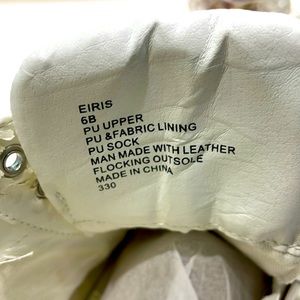 EIRIS
6B
PU UPPER
PU &FABRIC LINING
PU SOCK
MAN MADE WITH LEATHER
FLOCKING OUTSOLE
MADE IN CHINA
330